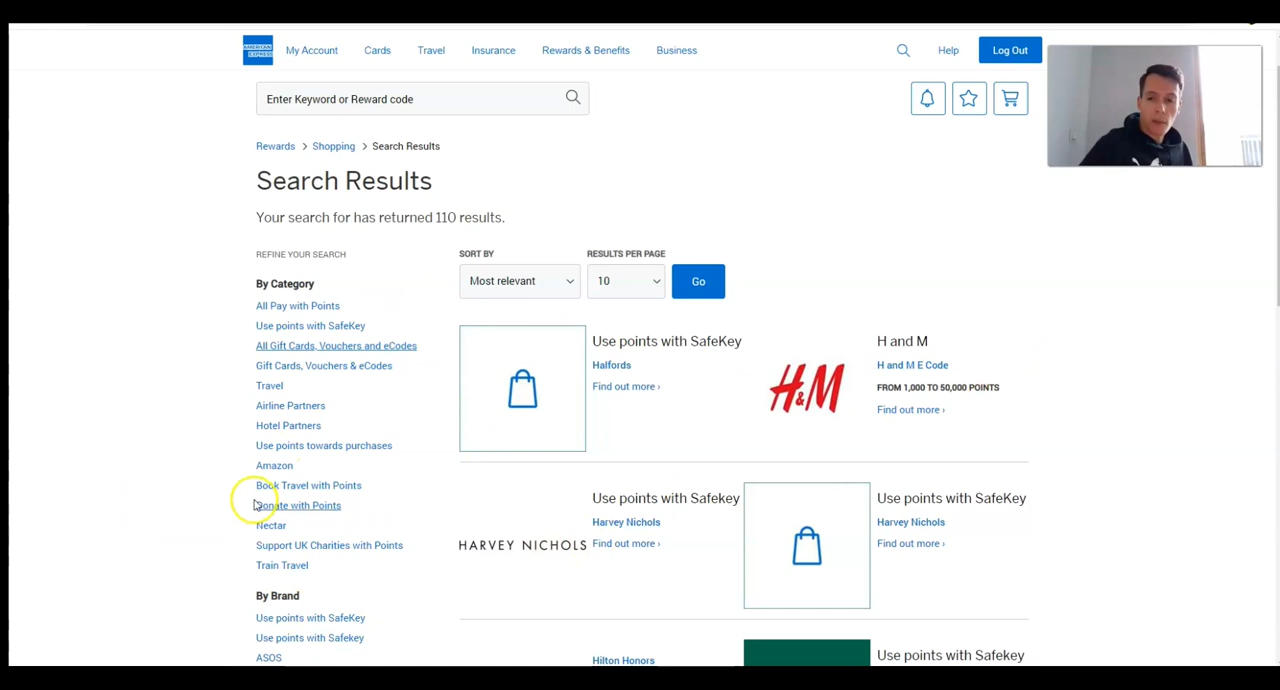 AMERICAN EXPRESS
My Account Cards Travel Insurance Rewards & Benefits Business Help Log Out
Enter Keyword or Reward code
Rewards > Shopping > Search Results
Search Results
Your search for has returned 110 results.
REFINE YOUR SEARCH
By Category
All Pay with Points
Use points with SafeKey
All Gift Cards, Vouchers and eCodes
Gift Cards, Vouchers & eCodes
Travel
Airline Partners
Hotel Partners
Use points towards purchases
Amazon
Book Travel with Points
Donate with Points
Nectar
Support UK Charities with Points
Train Travel
By Brand
Use points with SafeKey
Use points with Safekey
ASOS
SORT BY RESULTS PER PAGE
Most relevant 10 Go
Use points with SafeKey
Halfords
Find out more ›
H&M
H and M
H and M E Code
FROM 1,000 TO 50,000 POINTS
Find out more ›
HARVEY NICHOLS
Use points with Safekey
Harvey Nichols
Find out more ›
Use points with SafeKey
Harvey Nichols
Find out more ›
Hilton Honors
Use points with Safekey